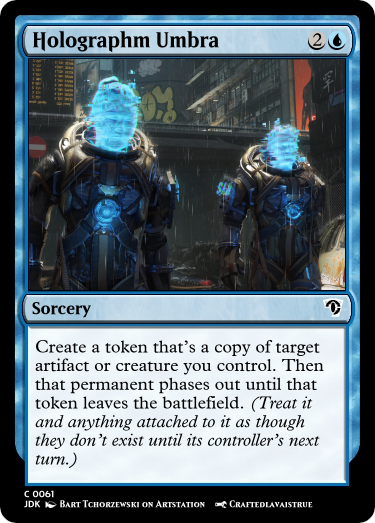 Holographm Umbra 2
Sorcery
Create a token that's a copy of target
artifact or creature you control. Then
that permanent phases out until that
token leaves the battlefield. (Treat it
and anything attached to it as though
they don't exist until its controller's next
turn.)
C 0061
JDK Bart Tchorzewski on Artstation Craftedlavaistrue